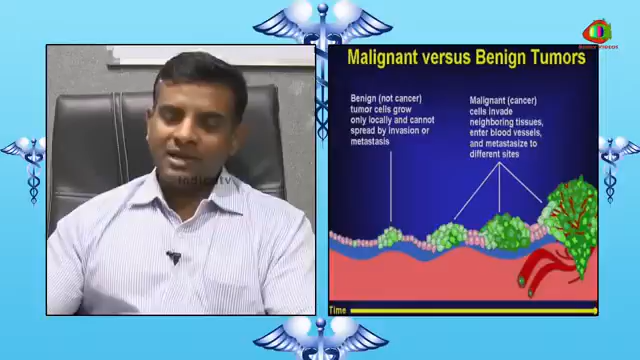 Malignant versus Benign Tumors
Benign (not cancer)
tumor cells grow
only locally and cannot
spread by invasion or
metastasis
Malignant (cancer)
cells invade
neighboring tissues,
enter blood vessels,
and metastasize to
different sites
Time
indiontv